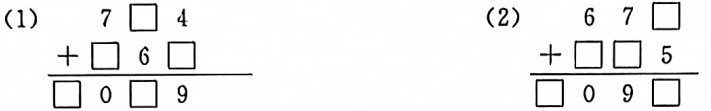 (1) 7 □ 4 (2) 6 7 □
+ □ 6 □ + □ □ 5
□ 0 □ 9 □ 0 9 □